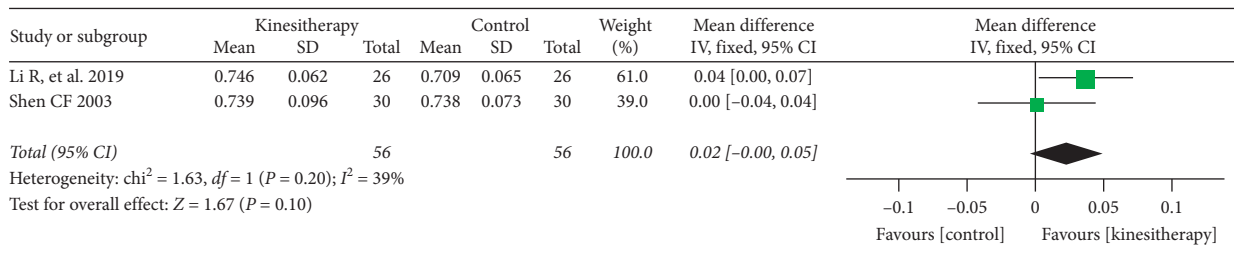 Study or subgroup Kinesitherapy Control Weight (%) Mean difference IV, fixed, 95% CI Mean difference IV, fixed, 95% CI
Mean SD Total Mean SD Total
Li R, et al. 2019 0.746 0.062 26 0.709 0.065 26 61.0 0.04 [0.00, 0.07]
Shen CF 2003 0.739 0.096 30 0.738 0.073 30 39.0 0.00 [–0.04, 0.04]
Total (95% CI) 56 56 100.0 0.02 [–0.00, 0.05]
Heterogeneity: chi² = 1.63, df = 1 (P = 0.20); I² = 39%
Test for overall effect: Z = 1.67 (P = 0.10)
–0.1 –0.05 0 0.05 0.1
Favours [control] Favours [kinesitherapy]